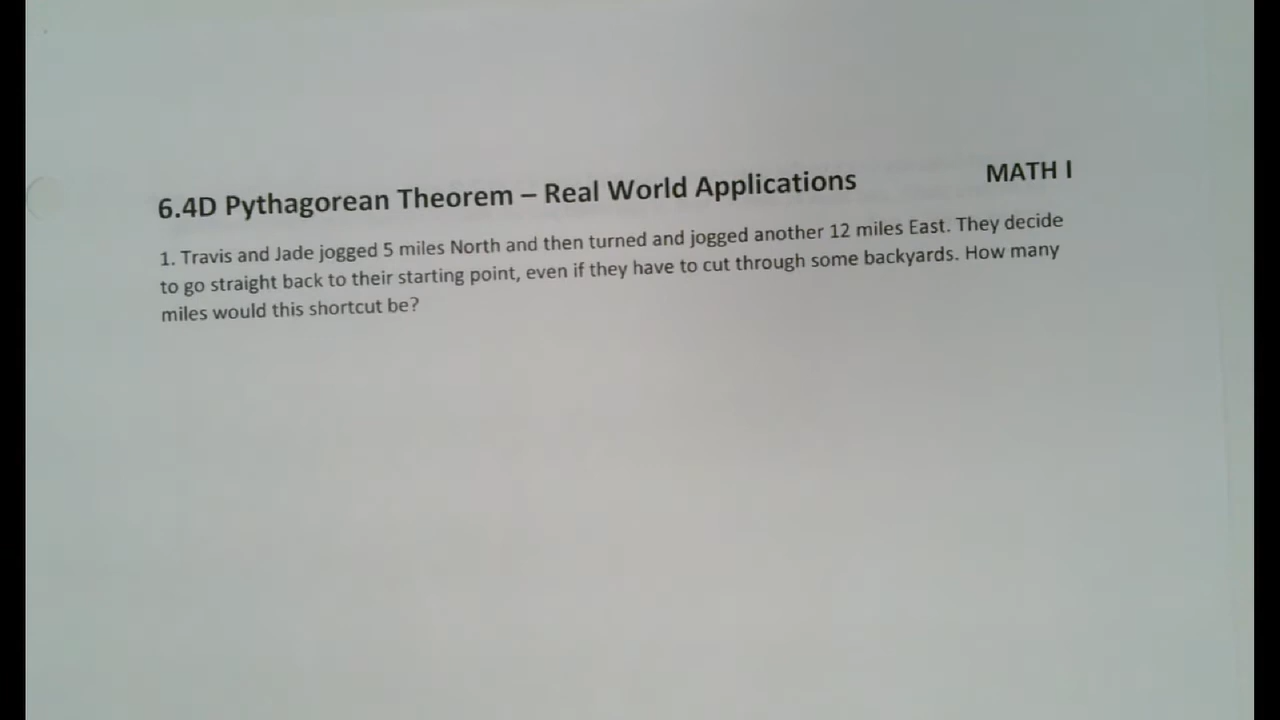 6.4D Pythagorean Theorem – Real World Applications MATH I
1. Travis and Jade jogged 5 miles North and then turned and jogged another 12 miles East. They decide
to go straight back to their starting point, even if they have to cut through some backyards. How many
miles would this shortcut be?